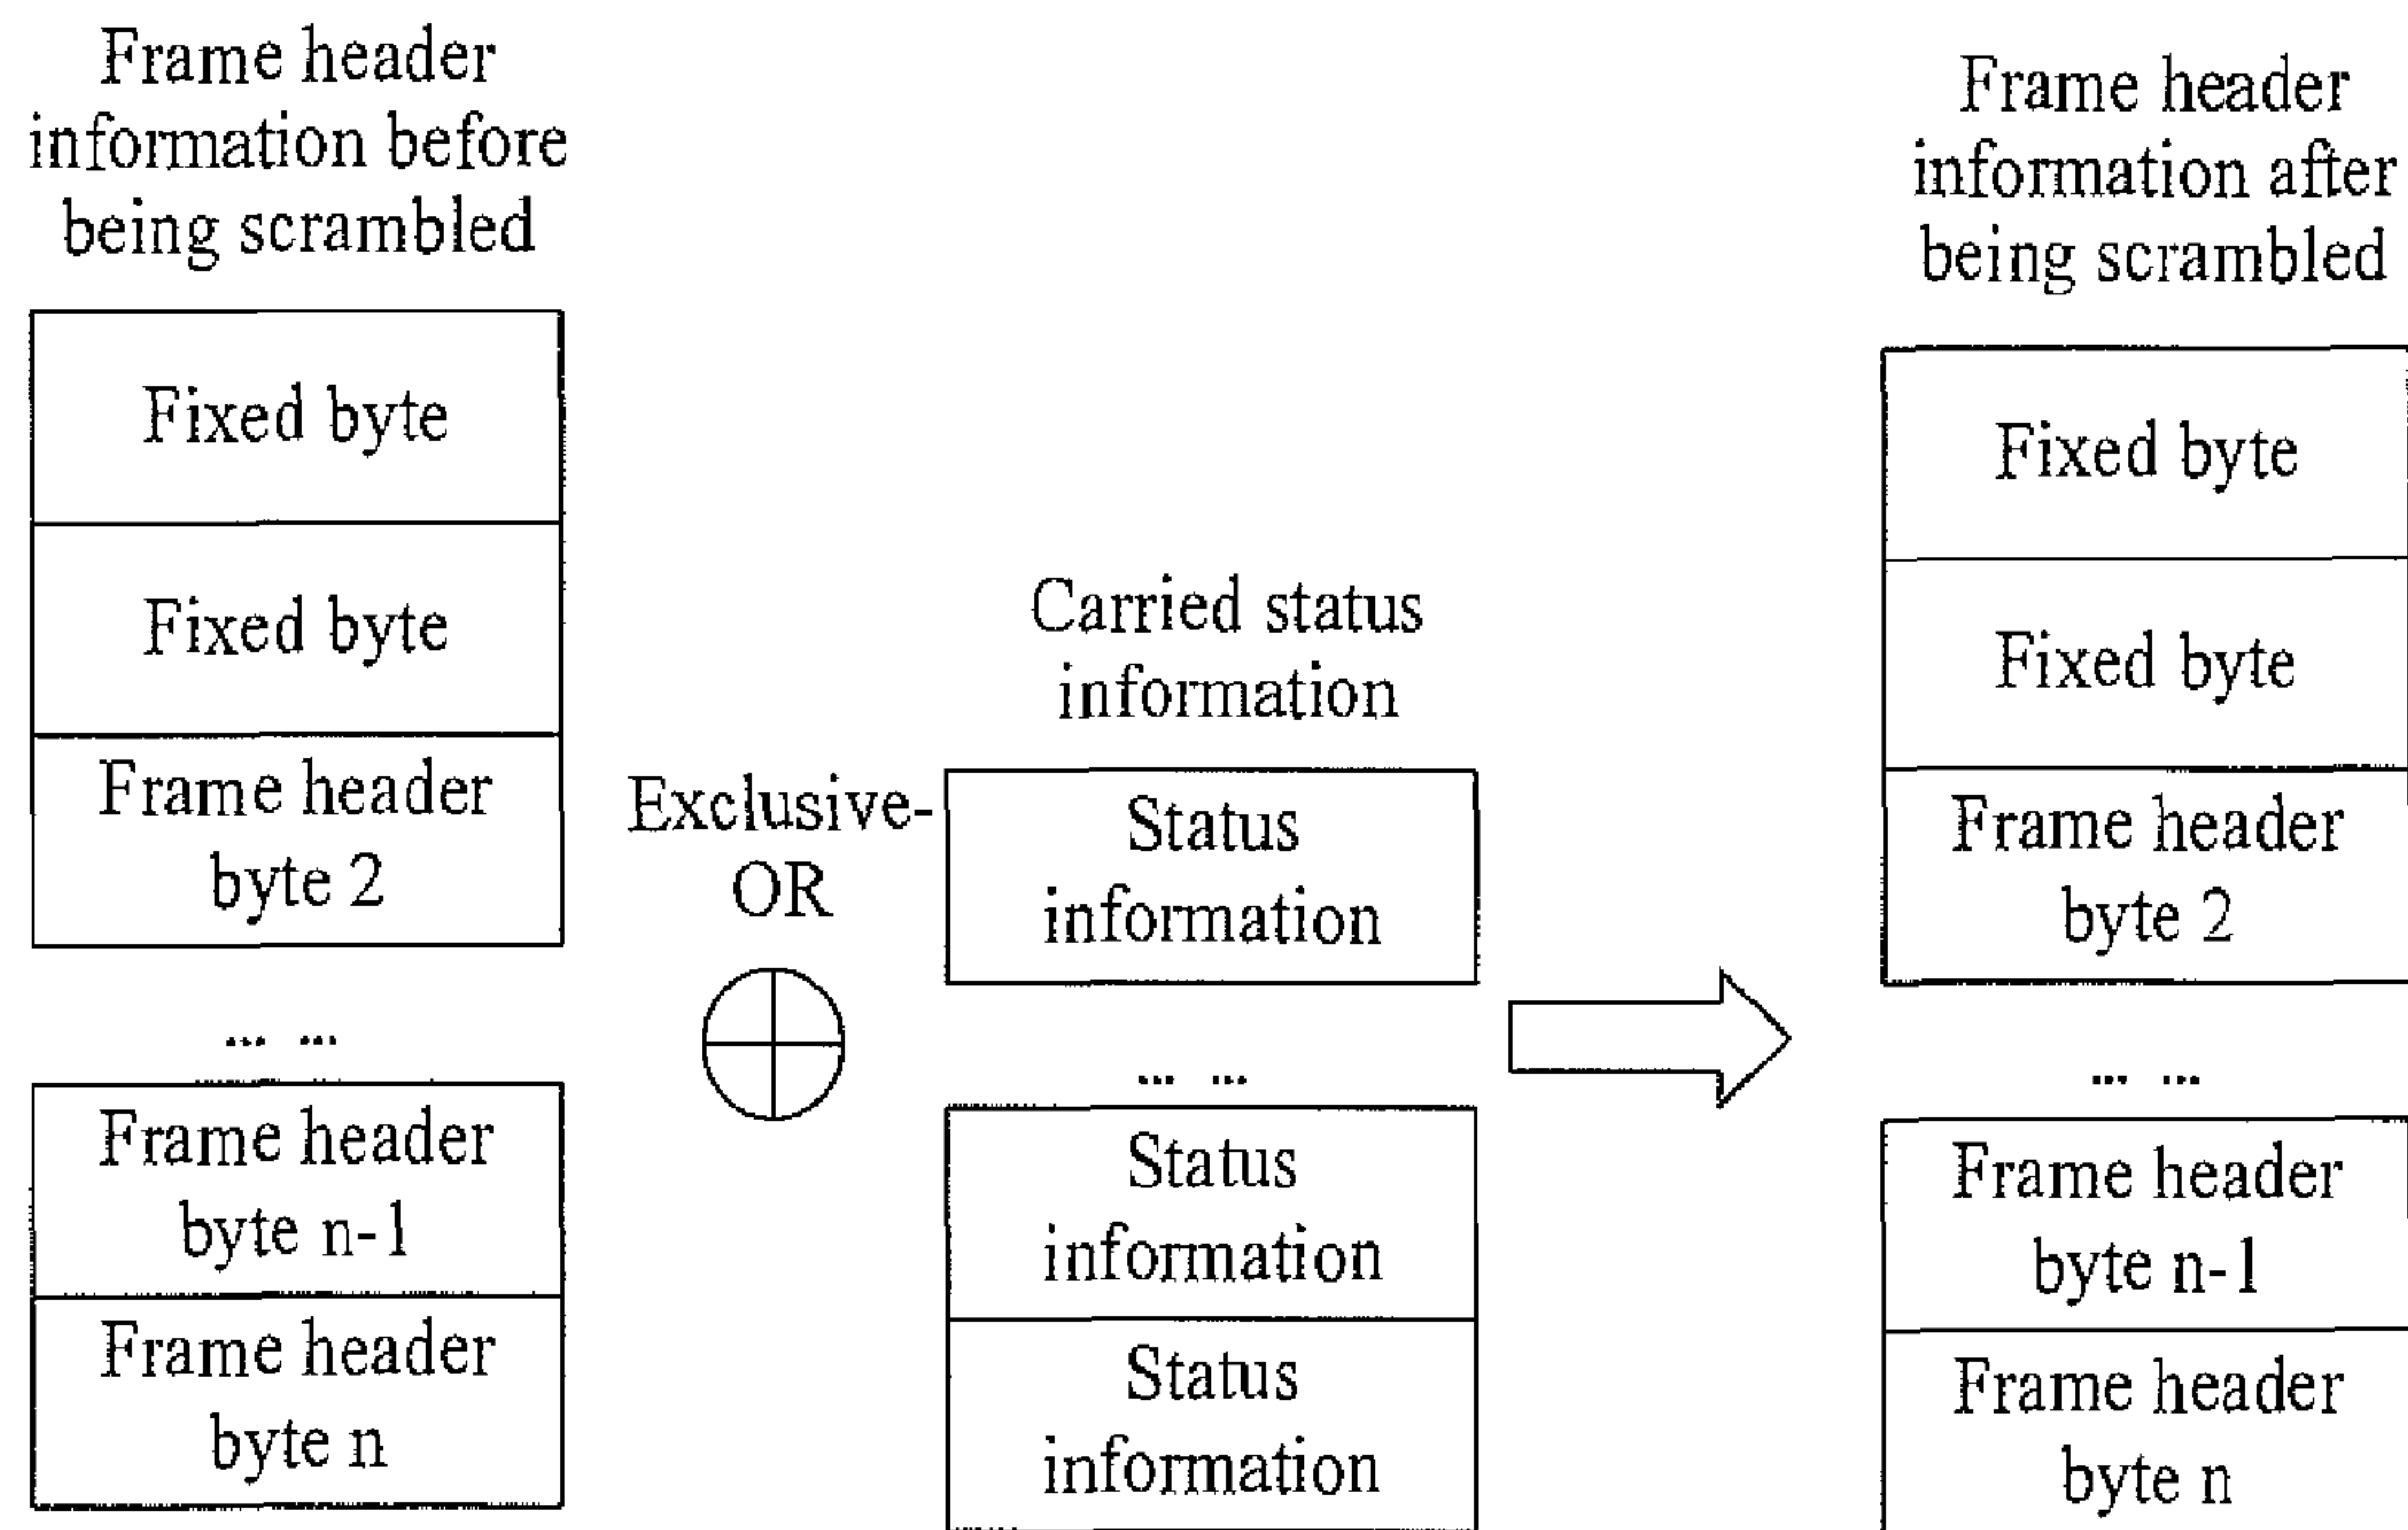 Frame header
information before
being scrambled
Fixed byte
Fixed byte
Frame header
byte 2
... ...
Frame header
byte n-1
Frame header
byte n
Exclusive-
OR
Carried status
information
Status
information
... ...
Status
information
Status
information
Frame header
information after
being scrambled
Fixed byte
Fixed byte
Frame header
byte 2
... ...
Frame header
byte n-1
Frame header
byte n